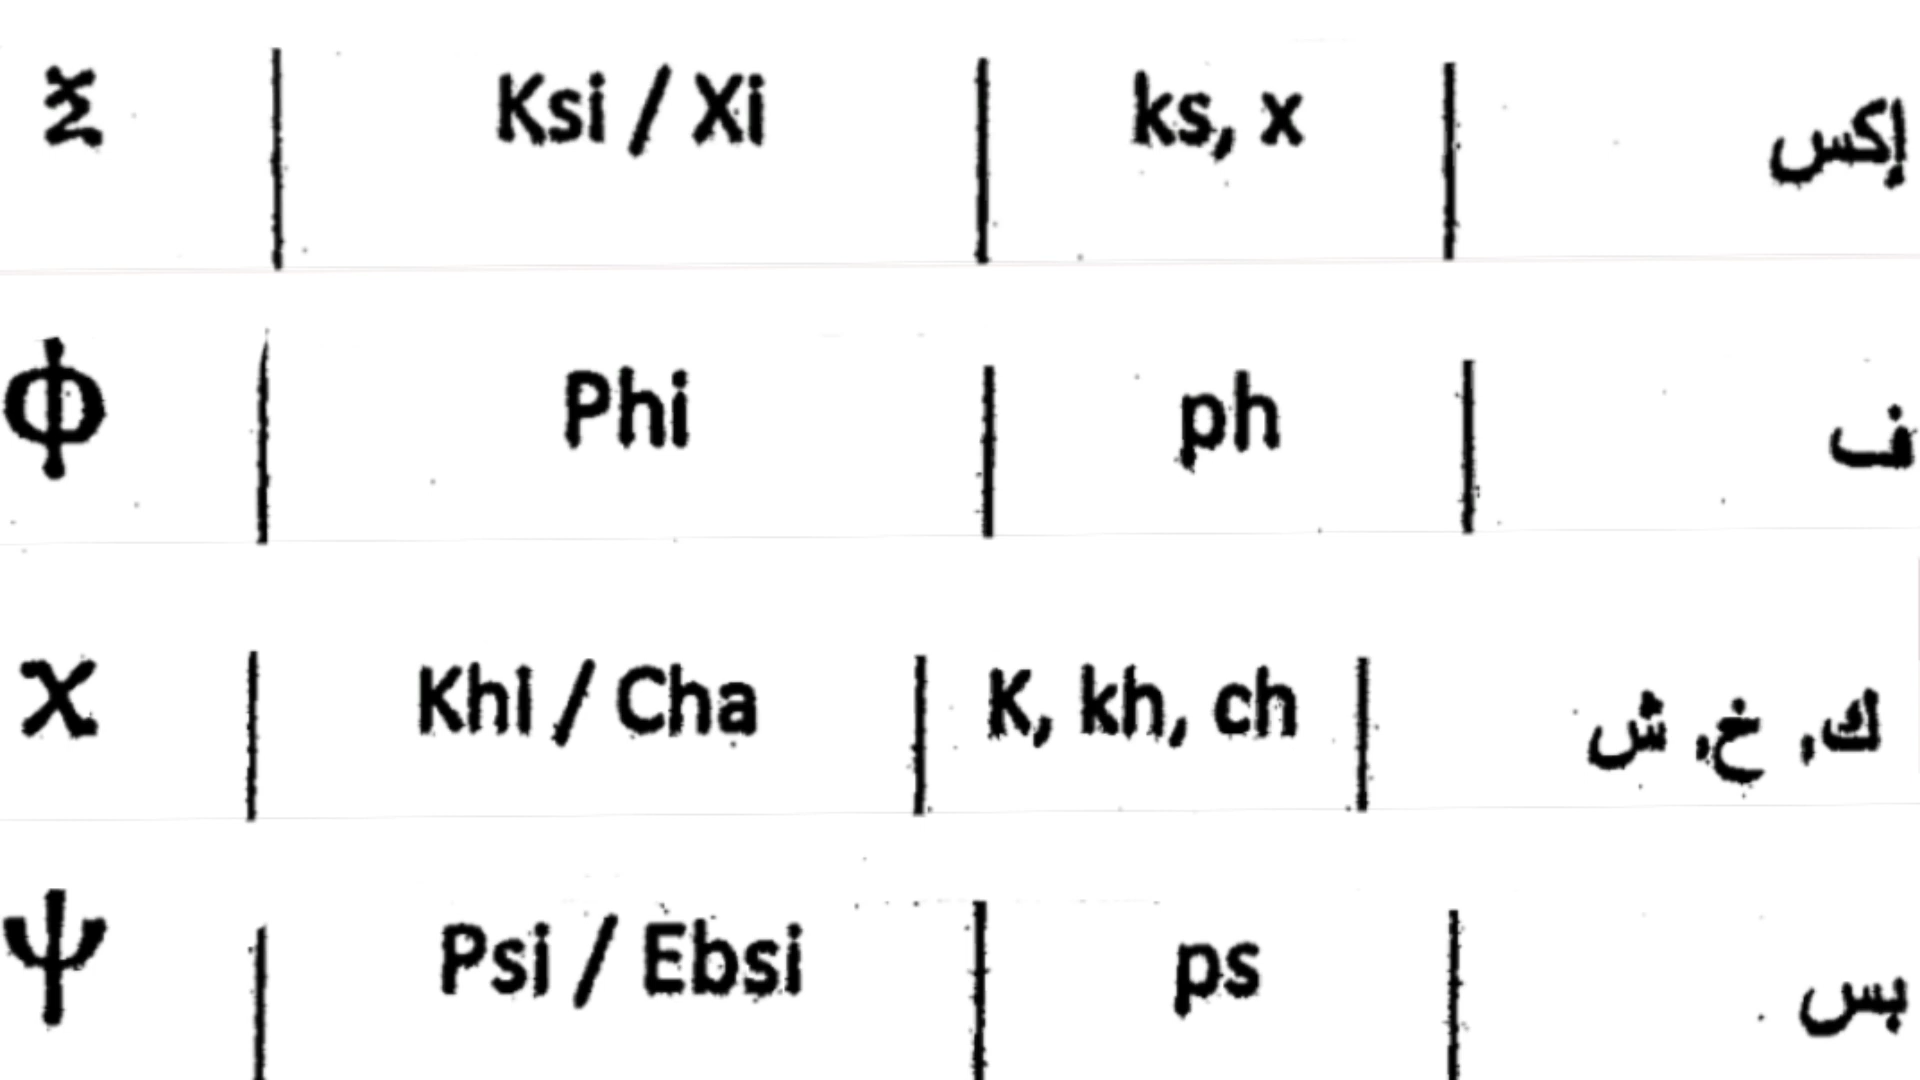 ⲝ | Ksi / Xi | ks, x | إكس
ⲫ | Phi | ph | ف
ⲭ | Khi / Cha | K, kh, ch | ك, خ, ش
ⲯ | Psi / Ebsi | ps | بس